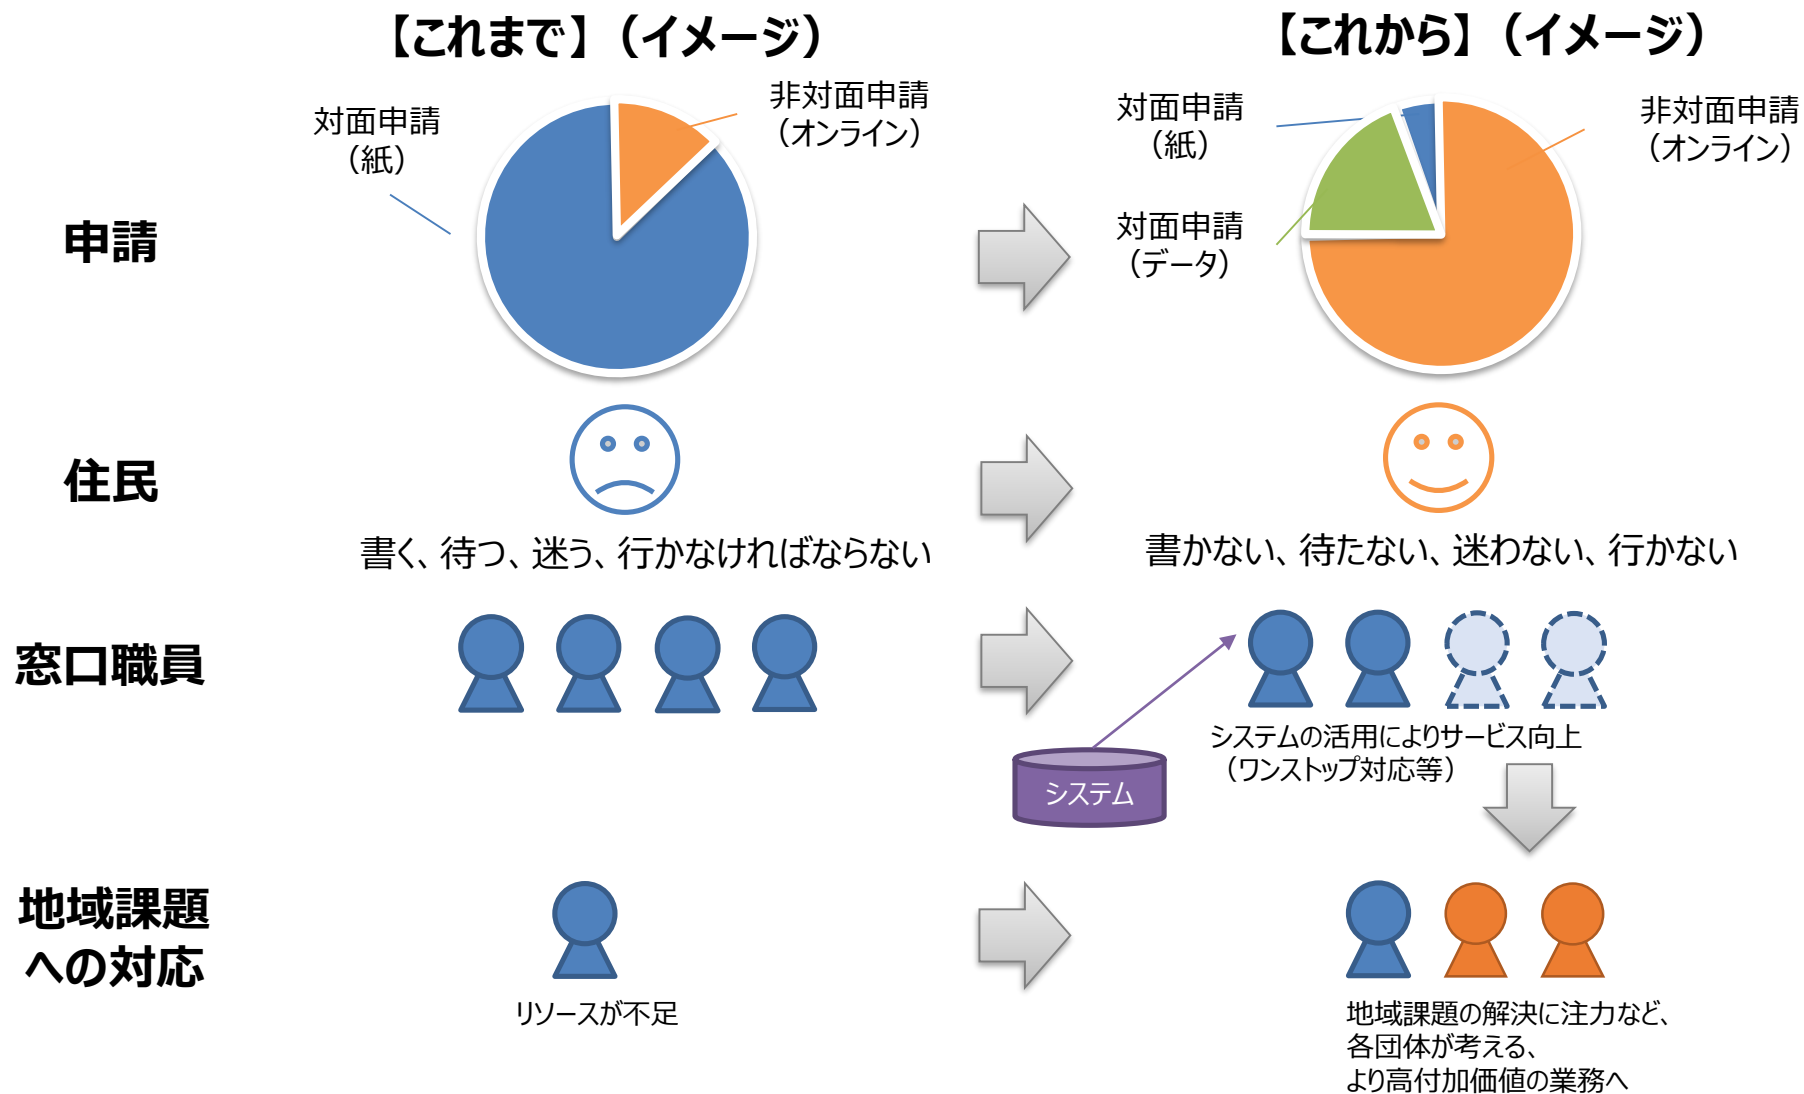 【これまで】（イメージ）
【これから】（イメージ）
申請
対面申請
（紙）
非対面申請
（オンライン）
対面申請
（紙）
対面申請
（データ）
非対面申請
（オンライン）
住民
書く、待つ、迷う、行かなければならない
書かない、待たない、迷わない、行かない
窓口職員
システム
システムの活用によりサービス向上
（ワンストップ対応等）
地域課題
への対応
リソースが不足
地域課題の解決に注力など、
各団体が考える、
より高付加価値の業務へ